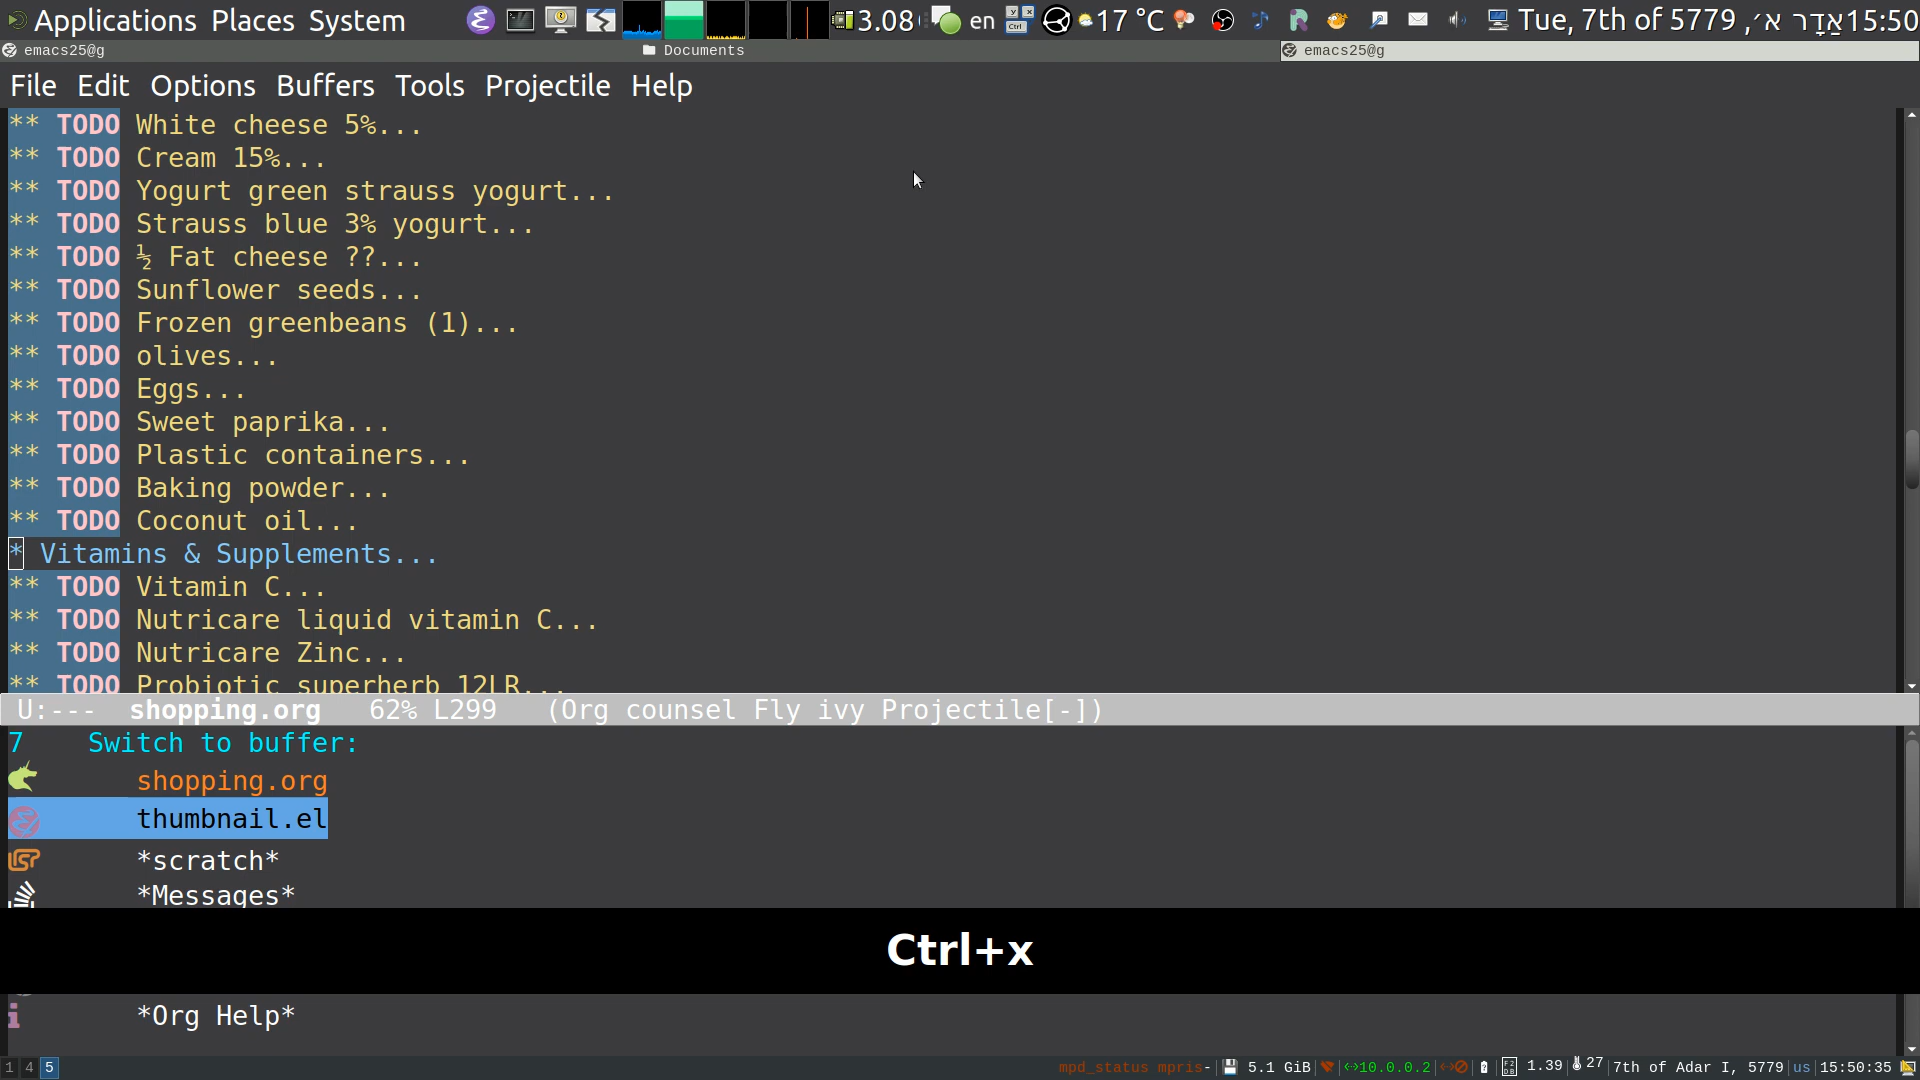 Applications Places System 3.08 en 17 °C Tue, 7th of אַדָר א׳, 5779 15:50
emacs25@g Documents emacs25@g
File Edit Options Buffers Tools Projectile Help
** TODO White cheese 5%...
** TODO Cream 15%...
** TODO Yogurt green strauss yogurt...
** TODO Strauss blue 3% yogurt...
** TODO ½ Fat cheese ??...
** TODO Sunflower seeds...
** TODO Frozen greenbeans (1)...
** TODO olives...
** TODO Eggs...
** TODO Sweet paprika...
** TODO Plastic containers...
** TODO Baking powder...
** TODO Coconut oil...
* Vitamins & Supplements...
** TODO Vitamin C...
** TODO Nutricare liquid vitamin C...
** TODO Nutricare Zinc...
** TODO Probiotic superherb 12LR...
U:--- shopping.org 62% L299 (Org counsel Fly ivy Projectile[-])
7 Switch to buffer:
shopping.org
thumbnail.el
*scratch*
*Messages*
Ctrl+x
*Org Help*
1 4 5 mpd_status mpris- 5.1 GiB 10.0.0.2 1.39 27 7th of Adar I, 5779 us 15:50:35